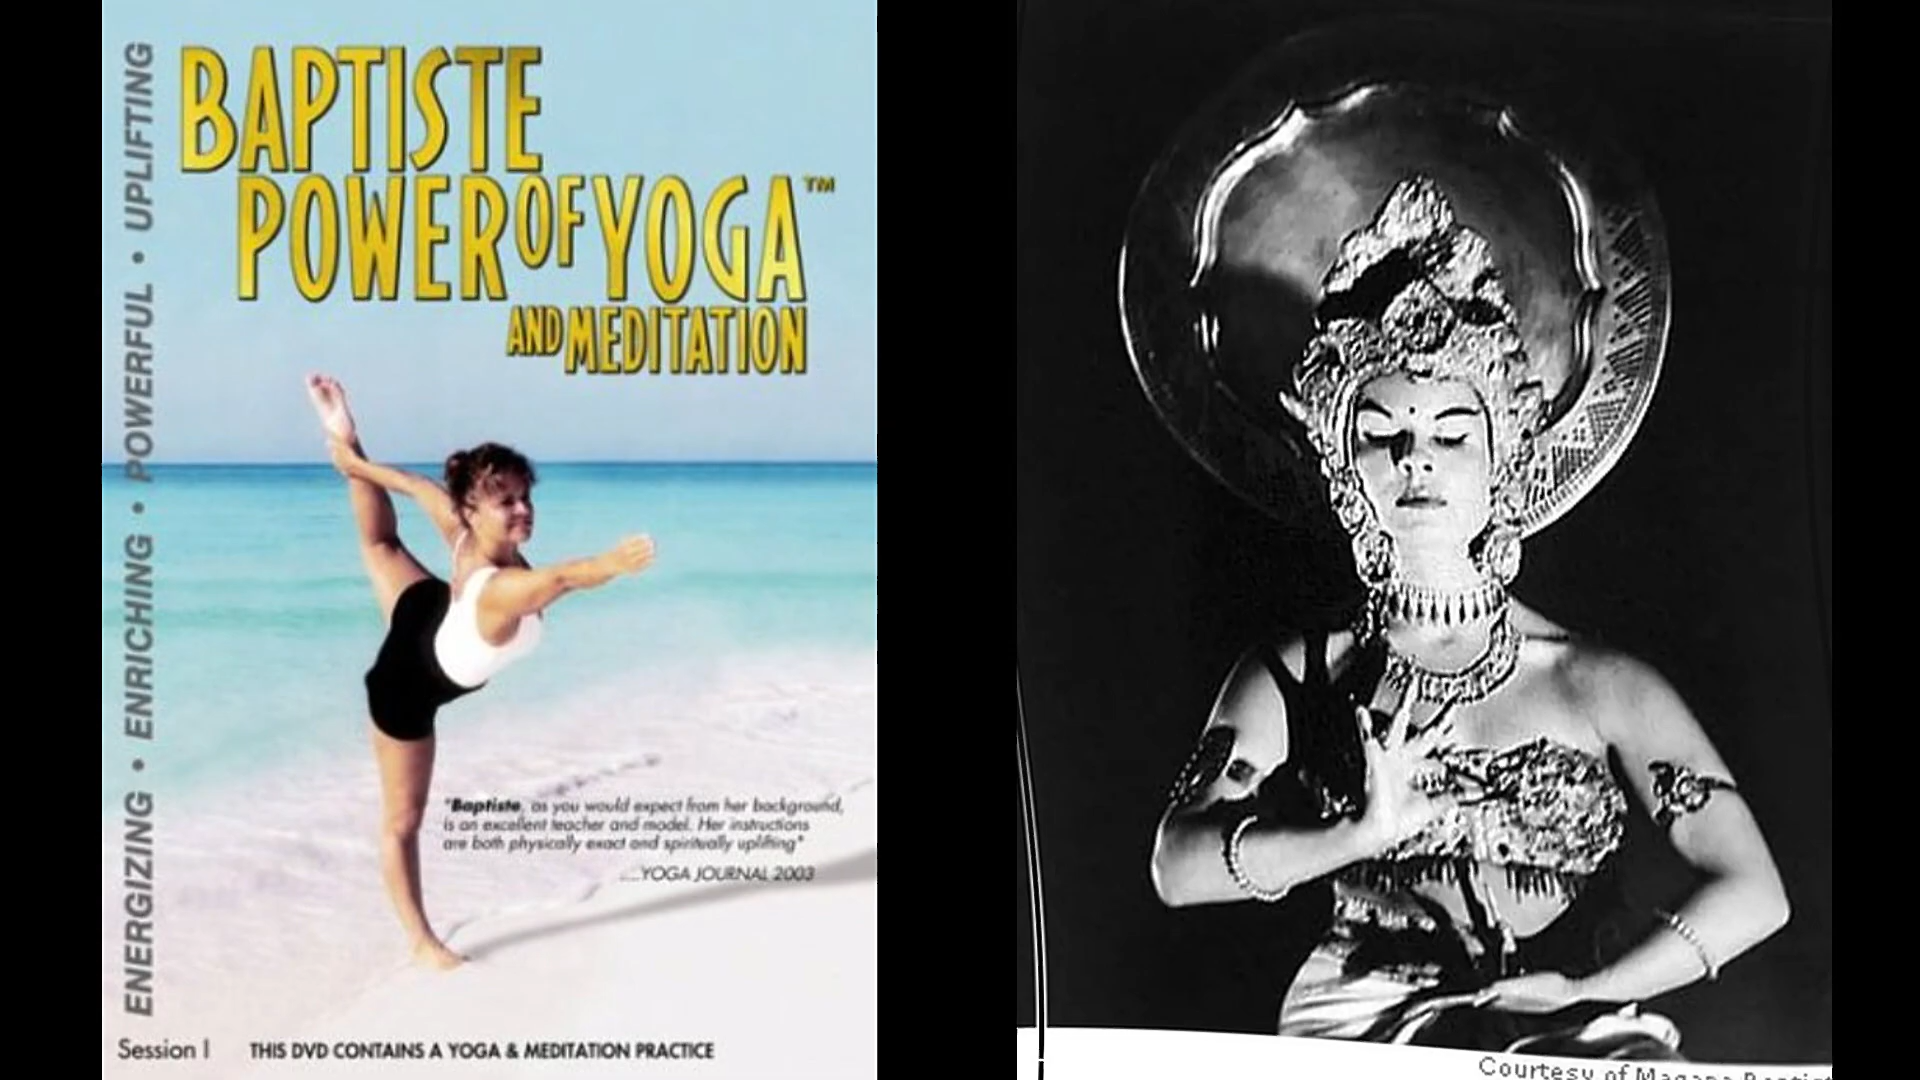 BAPTISTE
POWER OF YOGA™
AND MEDITATION
ENERGIZING • ENRICHING • POWERFUL • UPLIFTING
"Baptiste, as you would expect from her background,
is an excellent teacher and model. Her instructions
are both physically exact and spiritually uplifting"
....YOGA JOURNAL 2003
Session I
THIS DVD CONTAINS A YOGA & MEDITATION PRACTICE
Courtesy of Magana Baptist